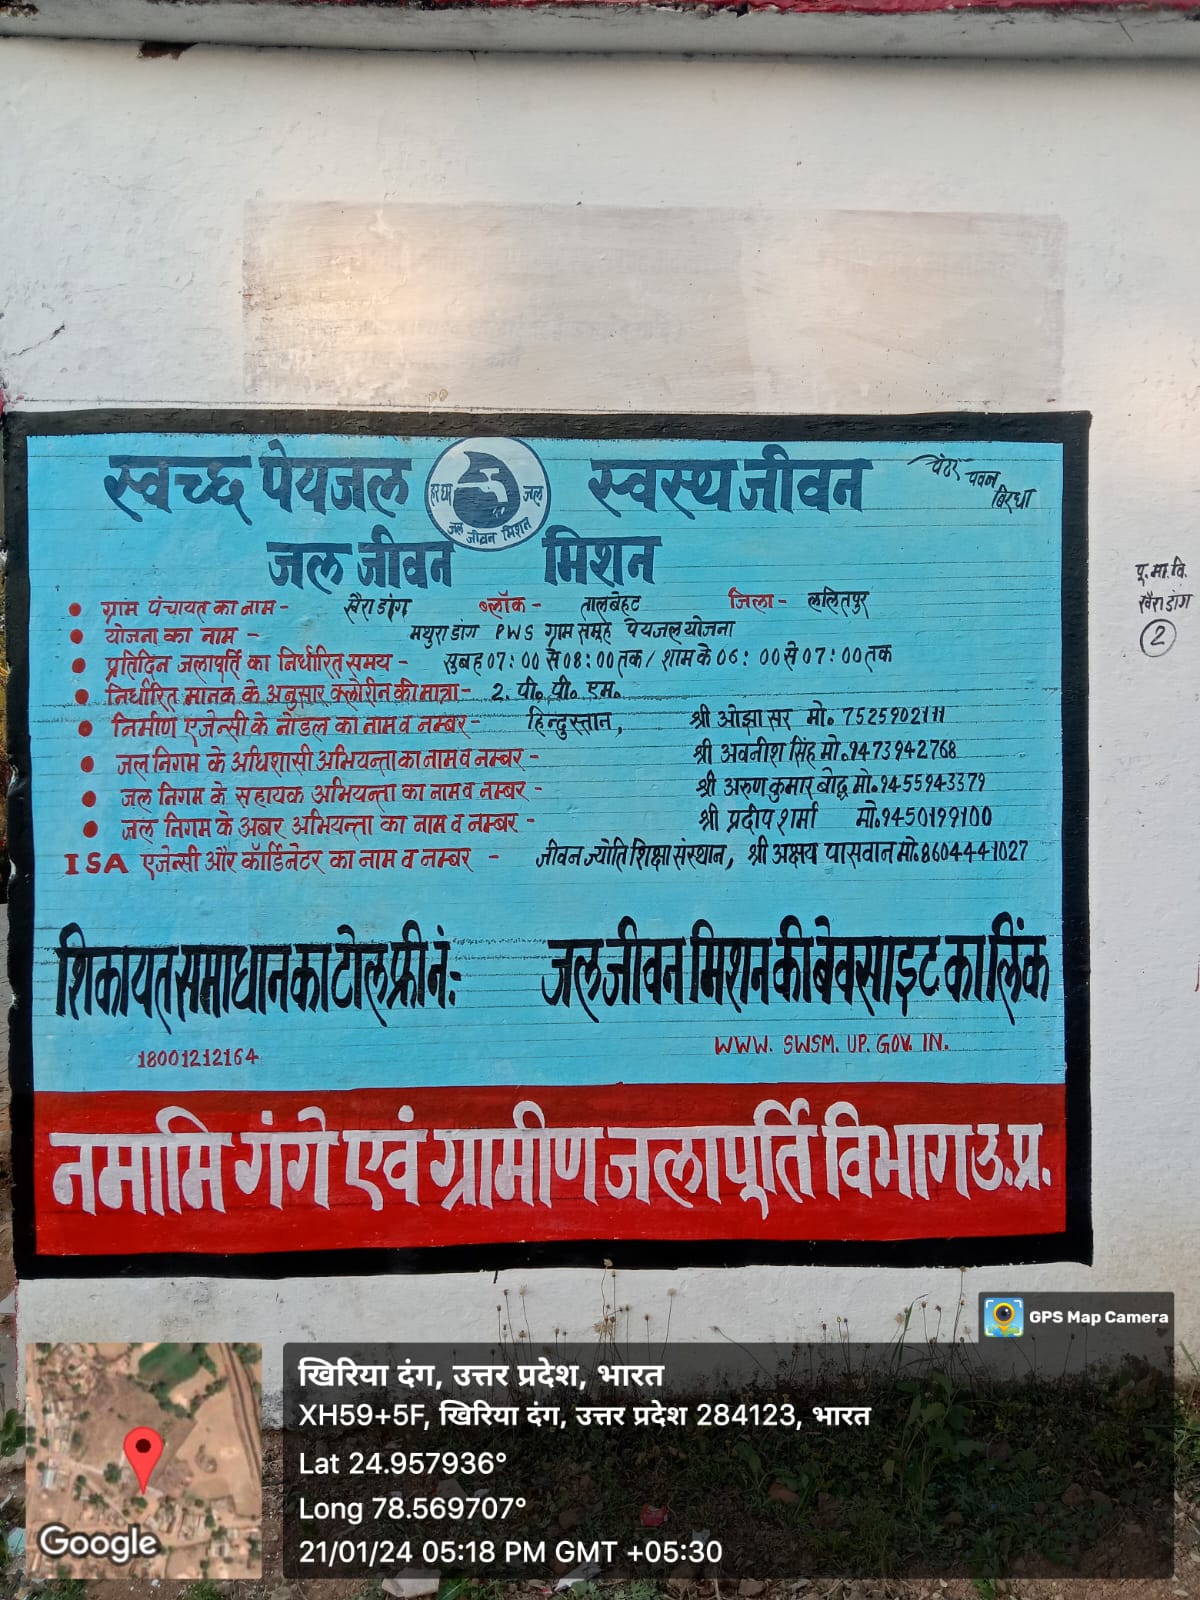 स्वच्छ पेयजल स्वस्थ जीवन
हर घर जल
जल जीवन मिशन
पेंटर पवन
बिरधा
जल जीवन मिशन
• ग्राम पंचायत का नाम - खैरा डांग ब्लॉक - तालबेहट जिला - ललितपुर
• योजना का नाम - मथुरा डांग PWS ग्राम समूह पेयजल योजना
• प्रतिदिन जलापूर्ति का निर्धारित समय - सुबह 07:00 से 08:00 तक / शाम के 06:00 से 07:00 तक
• निर्धारित मानक के अनुसार क्लोरीन की मात्रा - 2. पी. पी. एम.
• निर्माण एजेन्सी के नोडल का नाम व नम्बर - हिन्दुस्तान, श्री ओझा सर मो. 7525902111
• जल निगम के अधिशासी अभियन्ता का नाम व नम्बर - श्री अवनीश सिंह मो. 9473942768
• जल निगम के सहायक अभियन्ता का नाम व नम्बर - श्री अरुण कुमार बोद्ध मो. 9455943379
• जल निगम के अबर अभियन्ता का नाम व नम्बर - श्री प्रदीप शर्मा मो. 9450199100
ISA एजेन्सी और कॉर्डिनेटर का नाम व नम्बर - जीवन ज्योति शिक्षा संस्थान, श्री अक्षय पासवान मो. 8604441027
शिकायत समाधान का टोल फ्री नं:- जल जीवन मिशन की बेवसाइट का लिंक
18001212164 WWW. SWSM. UP. GOV. IN.
नमामि गंगे एवं ग्रामीण जलापूर्ति विभाग उ.प्र.
पू.मा.वि.
खैरा डांग
2
GPS Map Camera
खिरिया दंग, उत्तर प्रदेश, भारत
XH59+5F, खिरिया दंग, उत्तर प्रदेश 284123, भारत
Lat 24.957936°
Long 78.569707°
21/01/24 05:18 PM GMT +05:30
Google